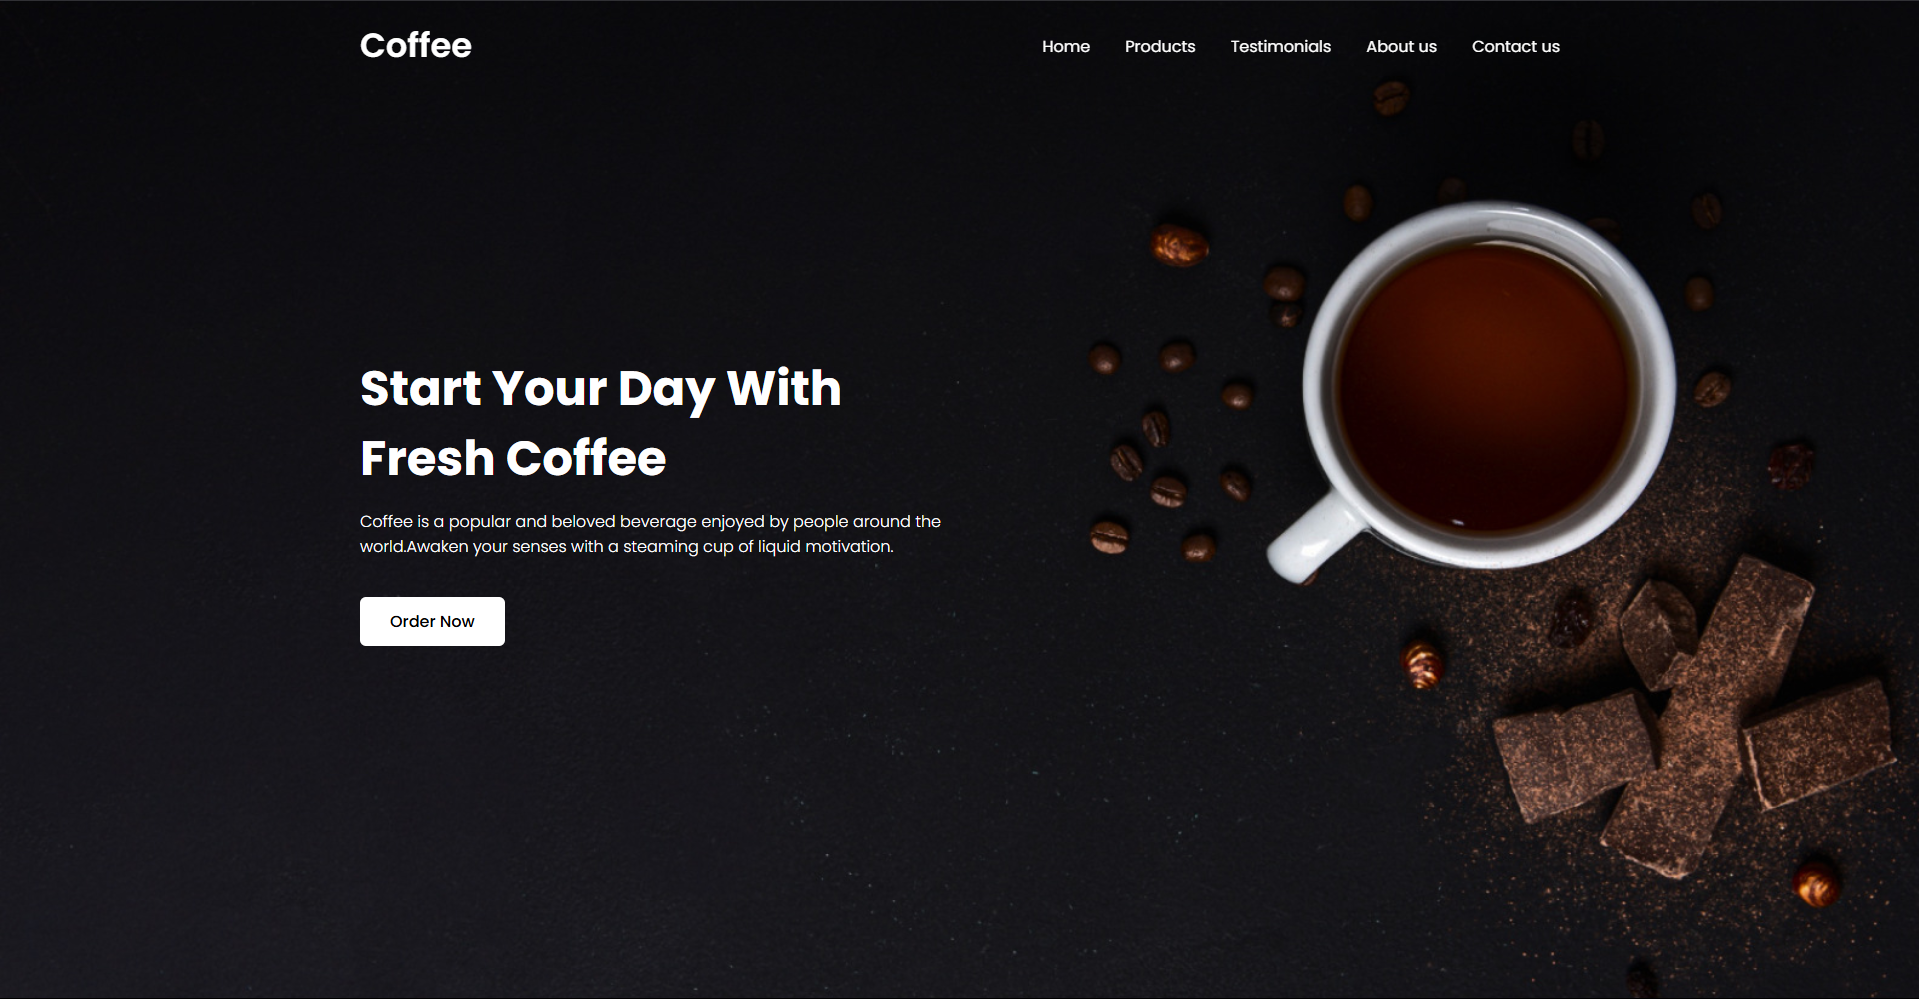 Coffee
Home Products Testimonials About us Contact us
Start Your Day With
Fresh Coffee
Coffee is a popular and beloved beverage enjoyed by people around the
world.Awaken your senses with a steaming cup of liquid motivation.
Order Now